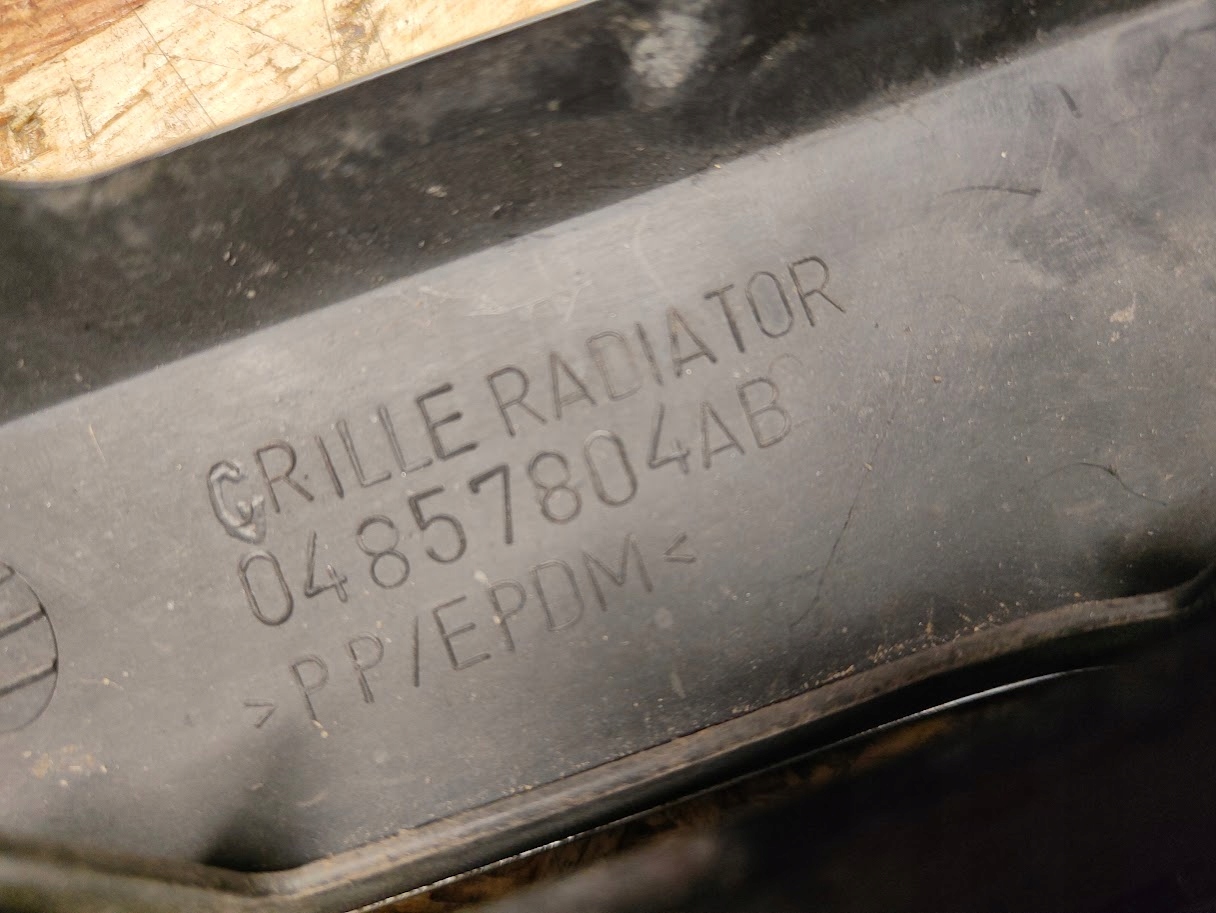 GRILLE RADIATOR
04857804AB
>PP/EPDM<